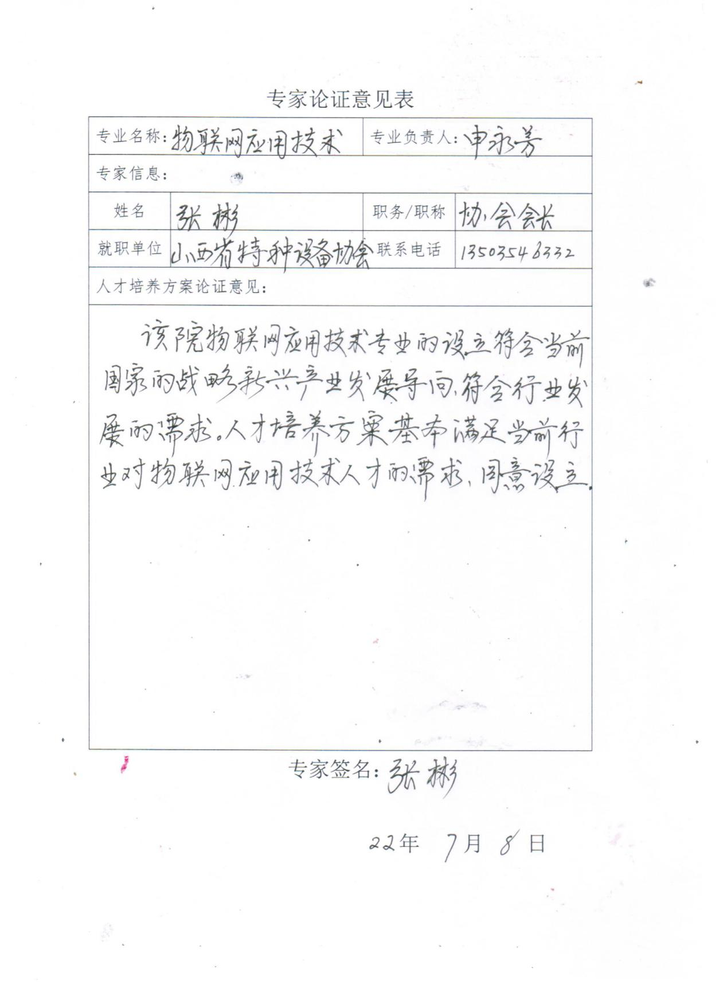 专家论证意见表
专业名称：物联网应用技术 专业负责人：申永芳
专家信息：
姓名 张彬 职务/职称 协会会长
就职单位 山西省特种设备协会 联系电话 13503546332
人才培养方案论证意见：
该院物联网应用技术专业的设立符合当前
国家的战略新兴产业发展导向、符合行业发
展的需求。人才培养方案基本满足当前行
业对物联网应用技术人才的需求、同意设立.
专家签名：张彬
22年 7月 8日